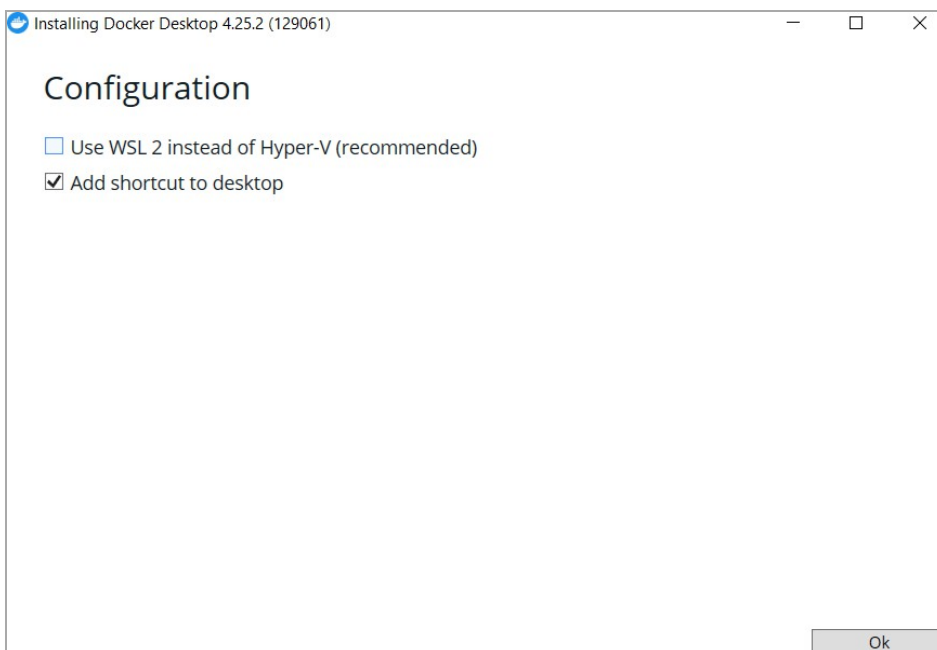 Installing Docker Desktop 4.25.2 (129061)
Configuration
Use WSL 2 instead of Hyper-V (recommended)
Add shortcut to desktop
Ok